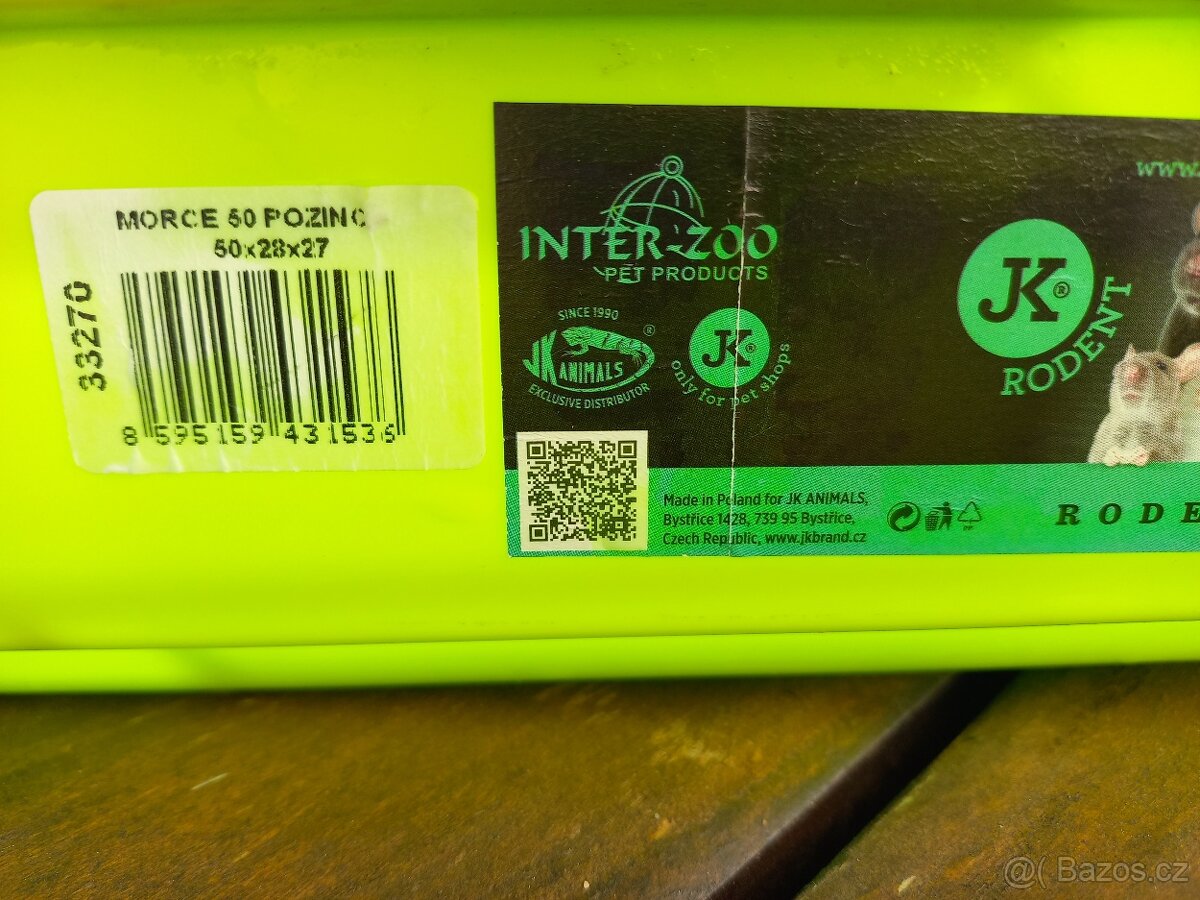 MORCE 50 POZINC
50x28x27
33270
8 595159 431536
INTER-ZOO
PET PRODUCTS
SINCE 1990
JK ANIMALS ®
EXCLUSIVE DISTRIBUTOR
JK®
only for pet shops
Made in Poland for JK ANIMALS,
Bystřice 1428, 739 95 Bystřice,
Czech Republic, www.jkbrand.cz
PP
www.
JK®
RODENT
RODE
@( Bazos.cz